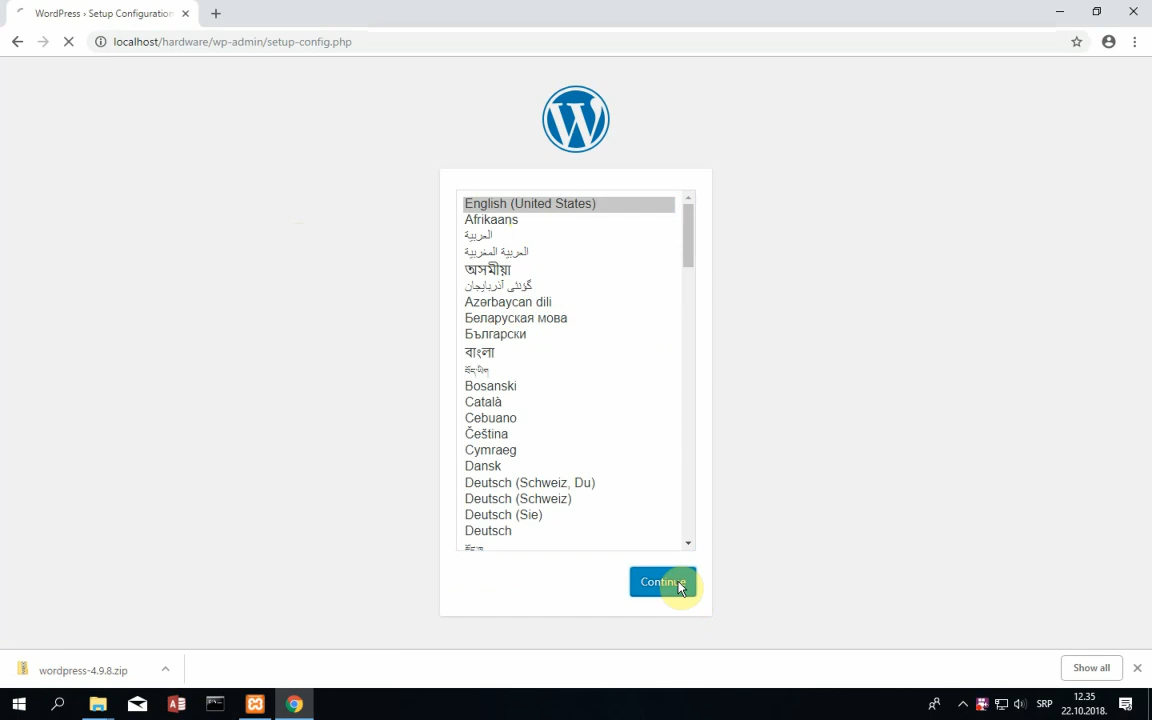 WordPress › Setup Configuration
localhost/hardware/wp-admin/setup-config.php
English (United States)
Afrikaans
العربية
العربية المغربية
অসমীয়া
گؤنئی آذربایجان
Azərbaycan dili
Беларуская мова
Български
বাংলা
བོད་ཡིག
Bosanski
Català
Cebuano
Čeština
Cymraeg
Dansk
Deutsch (Schweiz, Du)
Deutsch (Schweiz)
Deutsch (Sie)
Deutsch
Continue
wordpress-4.9.8.zip
Show all
SRP
12.35
22.10.2018.